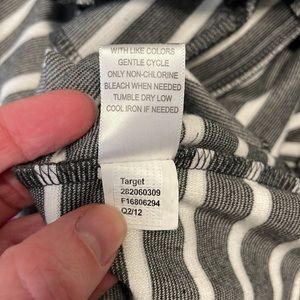 WITH LIKE COLORS
GENTLE CYCLE
ONLY NON-CHLORINE
BLEACH WHEN NEEDED
TUMBLE DRY LOW
COOL IRON IF NEEDED
Target
282060309
F16806294
Q2/12